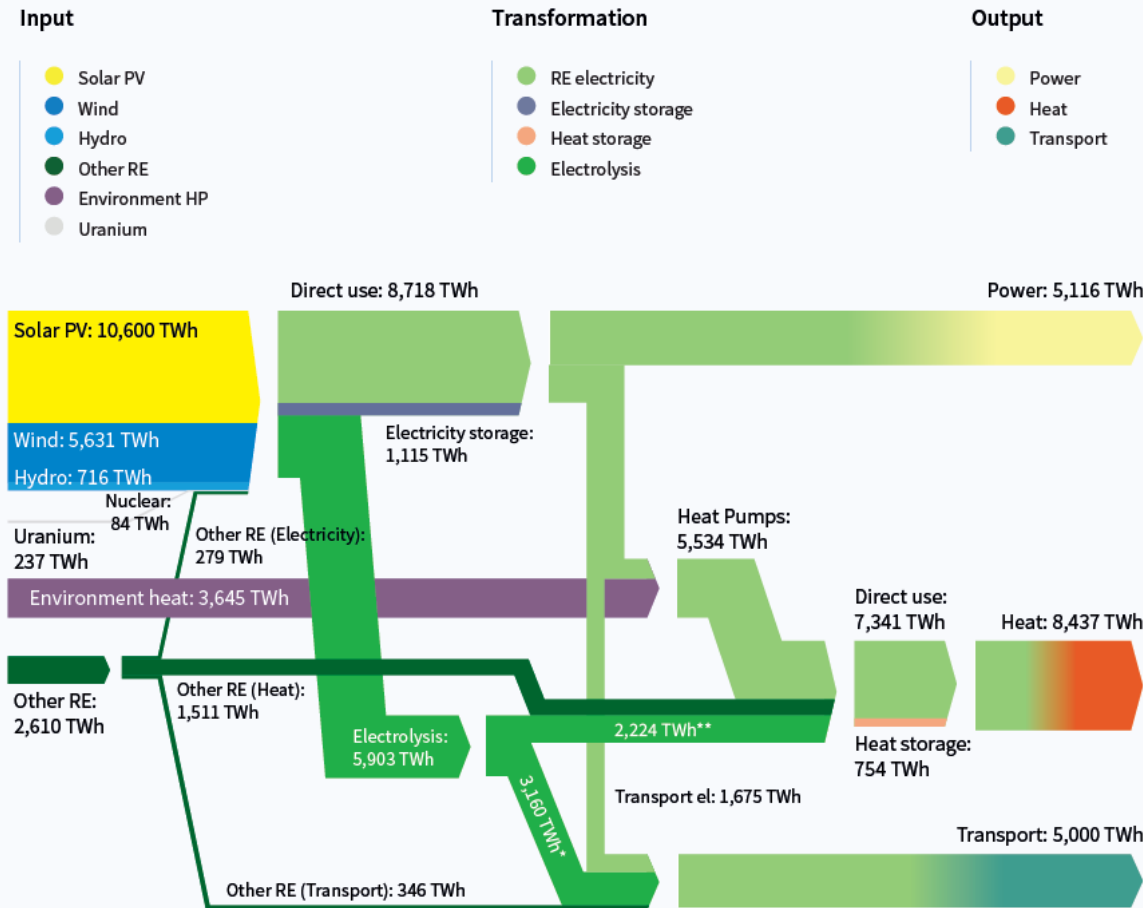 Input
Transformation
Output
Solar PV
Wind
Hydro
Other RE
Environment HP
Uranium
RE electricity
Electricity storage
Heat storage
Electrolysis
Power
Heat
Transport
Direct use: 8,718 TWh
Power: 5,116 TWh
Solar PV: 10,600 TWh
Wind: 5,631 TWh
Hydro: 716 TWh
Electricity storage:
1,115 TWh
Nuclear:
84 TWh
Uranium:
237 TWh
Other RE (Electricity):
279 TWh
Heat Pumps:
5,534 TWh
Environment heat: 3,645 TWh
Direct use:
7,341 TWh
Heat: 8,437 TWh
Other RE:
2,610 TWh
Other RE (Heat):
1,511 TWh
Electrolysis:
5,903 TWh
2,224 TWh**
Heat storage:
754 TWh
3,160 TWh*
Transport el: 1,675 TWh
Transport: 5,000 TWh
Other RE (Transport): 346 TWh